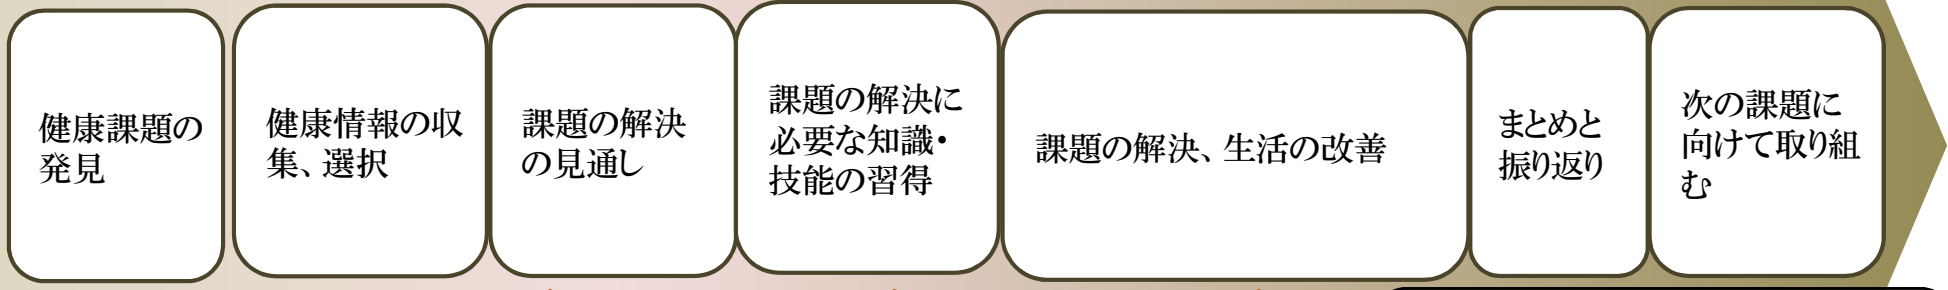 健康課題の
発見
健康情報の収
集、選択
課題の解決
の見通し
課題の解決に
必要な知識・
技能の習得
課題の解決、生活の改善
まとめと
振り返り
次の課題に
向けて取り組
む